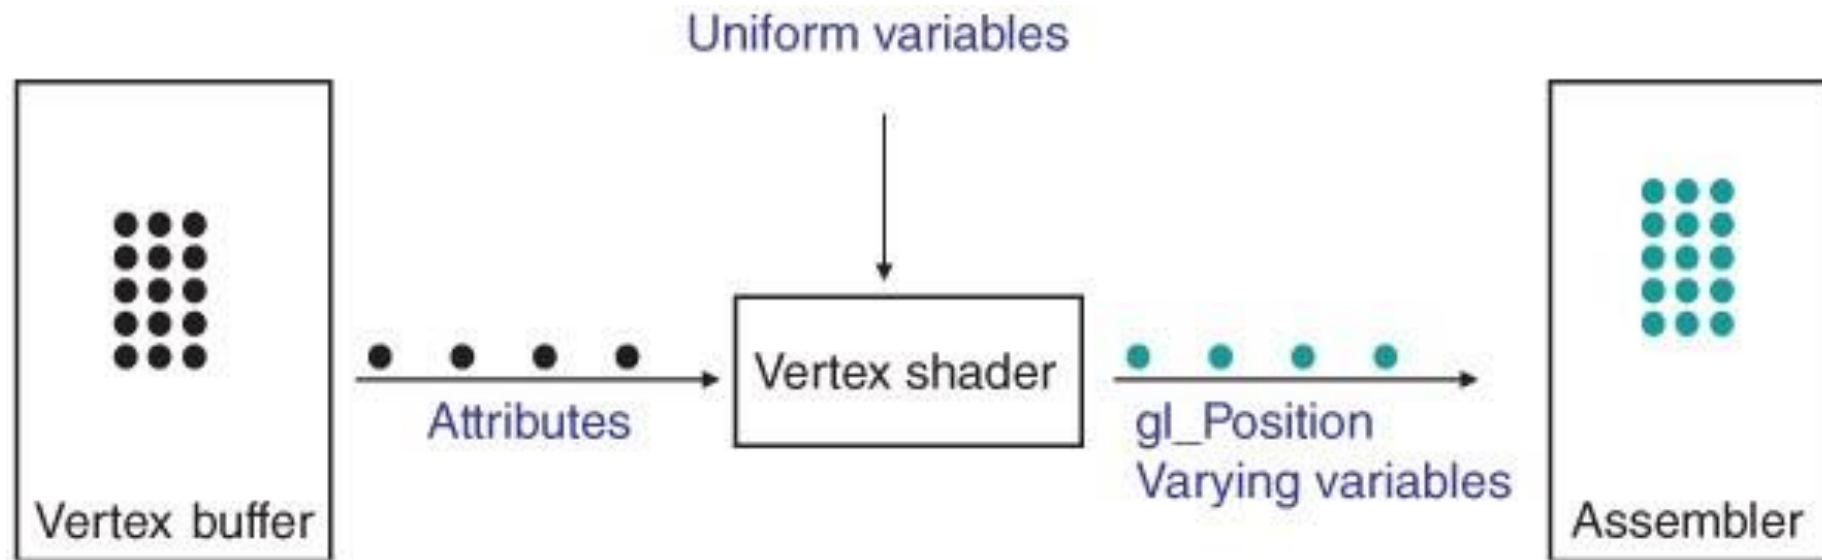 Uniform variables
Vertex buffer
Attributes
Vertex shader
gl_Position
Varying variables
Assembler